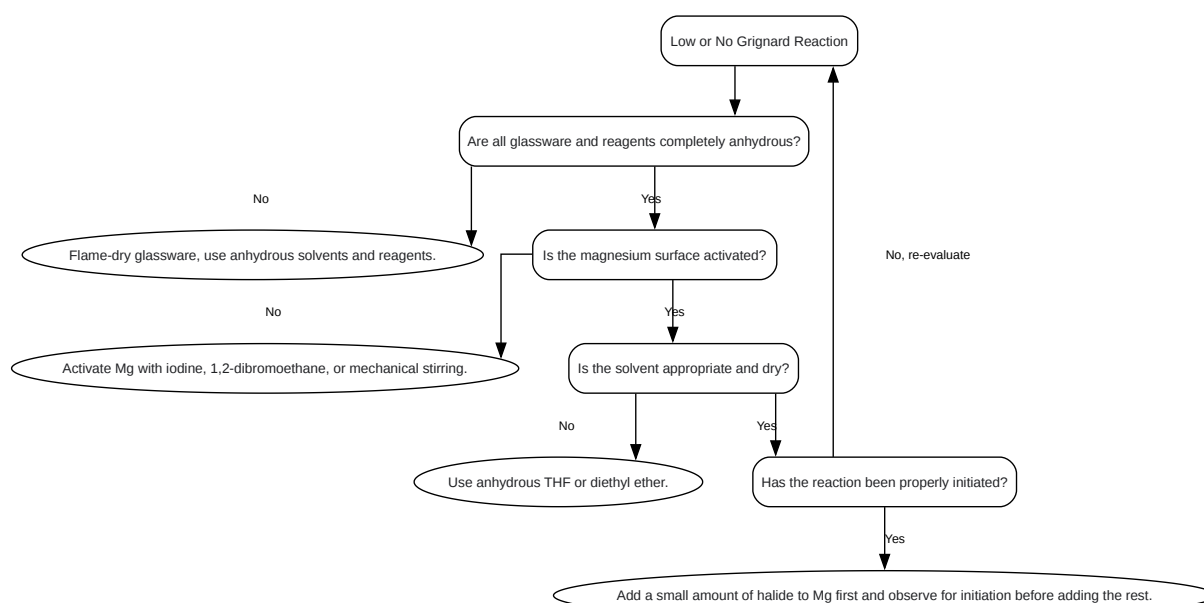 Low or No Grignard Reaction
Are all glassware and reagents completely anhydrous?
No
Yes
Flame-dry glassware, use anhydrous solvents and reagents.
Is the magnesium surface activated?
No, re-evaluate
No
Yes
Activate Mg with iodine, 1,2-dibromoethane, or mechanical stirring.
Is the solvent appropriate and dry?
No
Yes
Use anhydrous THF or diethyl ether.
Has the reaction been properly initiated?
Yes
Add a small amount of halide to Mg first and observe for initiation before adding the rest.